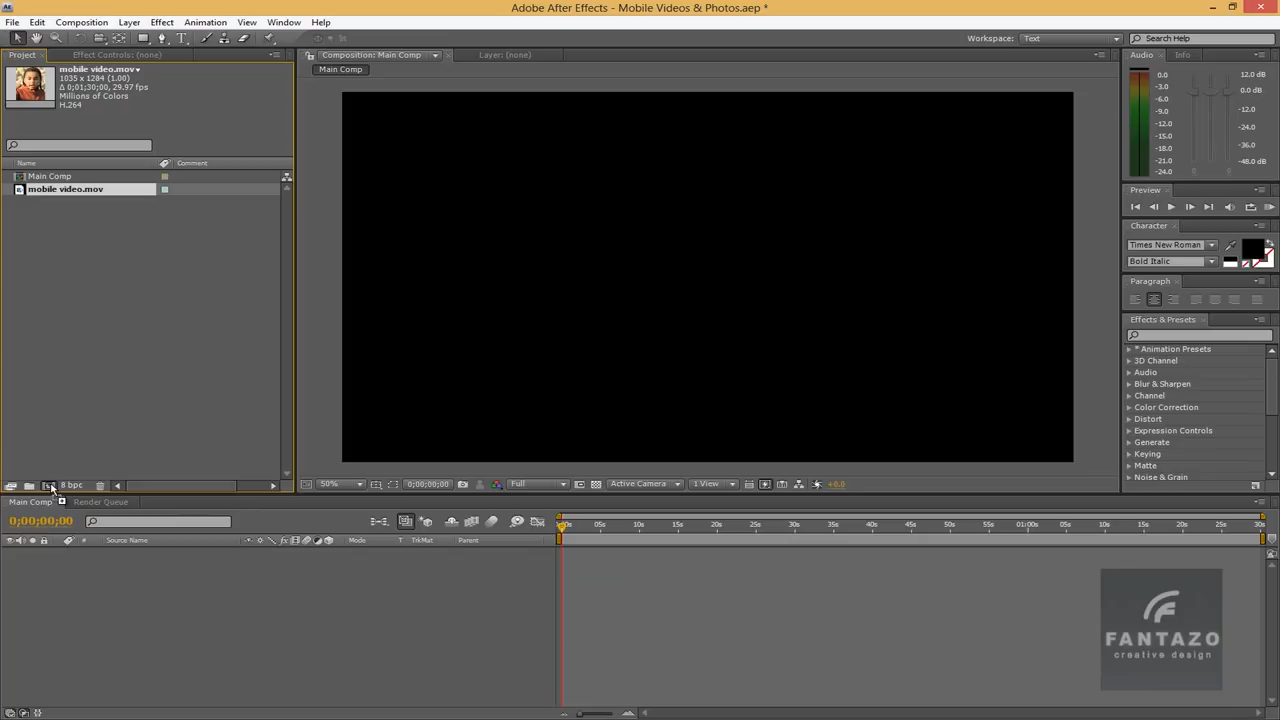 Ae
Adobe After Effects - Mobile Videos & Photos.aep *
File Edit Composition Layer Effect Animation View Window Help
T Workspace: Text Search Help
Project Effect Controls: (none) Composition: Main Comp Layer: (none) Audio Info
Main Comp
mobile video.mov
1035 x 1284 (1.00)
Δ 0;01;30;00, 29.97 fps
Millions of Colors
H.264
0.0
-3.0
-6.0
-9.0
-12.0
-15.0
-18.0
-21.0
-24.0
12.0 dB
0.0 dB
-12.0
-24.0
-36.0
-48.0 dB
Name Comment
Main Comp
mobile video.mov
Preview
Character
Times New Roman
Bold Italic
Paragraph
Effects & Presets
* Animation Presets
3D Channel
Audio
Blur & Sharpen
Channel
Color Correction
Distort
Expression Controls
Generate
Keying
Matte
Noise & Grain
8 bpc
50% 0;00;00;00 Full Active Camera 1 View +0.0
Main Comp Render Queue
0;00;00;00
05s 10s 15s 20s 25s 30s 35s 40s 45s 50s 55s 01:00s 05s 10s 15s 20s 25s 30s
# Source Name fx Mode T TrkMat Parent
FANTAZO
creative design